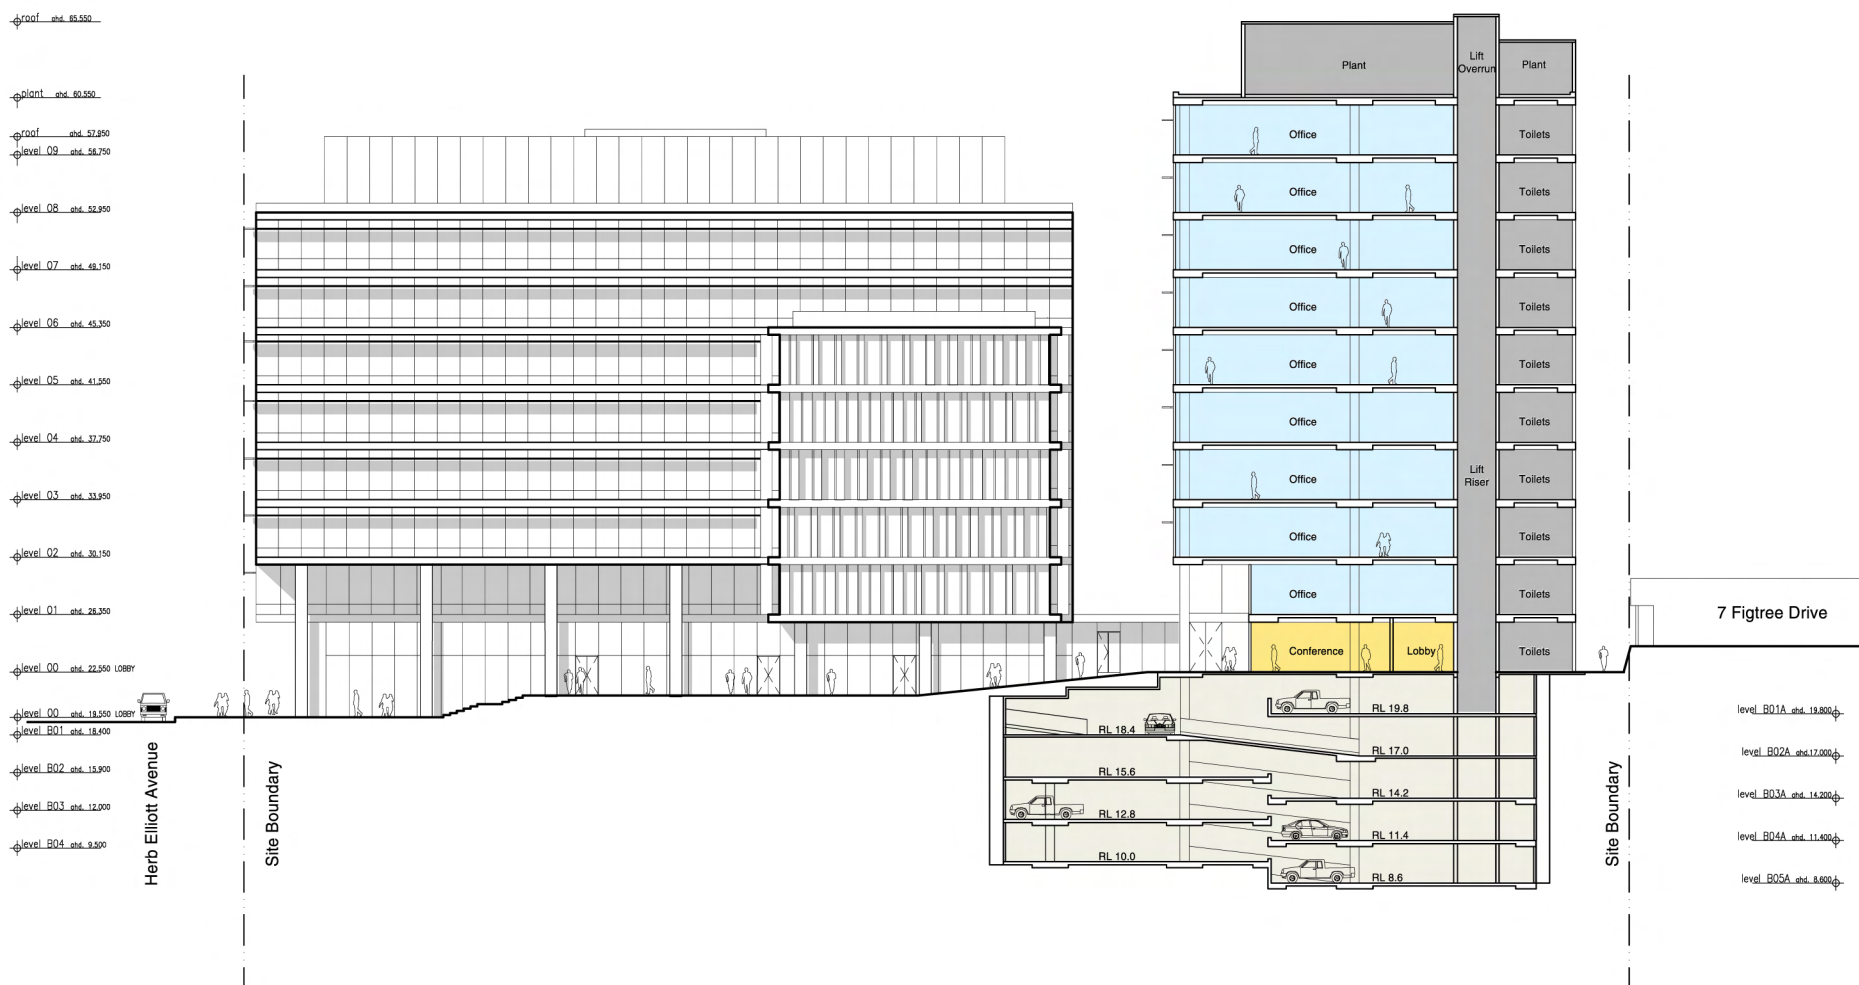 roof ahd. 65.550
plant ahd. 60.550
roof ahd. 57.950
level 09 ahd. 56.750
level 08 ahd. 52.950
level 07 ahd. 49.150
level 06 ahd. 45.350
level 05 ahd. 41.550
level 04 ahd. 37.750
level 03 ahd. 33.950
level 02 ahd. 30.150
level 01 ahd. 26.350
level 00 ahd. 22.550 LOBBY
level 00 ahd. 19.550 LOBBY
level B01 ahd. 18.400
level B02 ahd. 15.900
level B03 ahd. 12.000
level B04 ahd. 9.500
Herb Elliott Avenue
Site Boundary
Plant
Lift
Overrun
Plant
Office
Toilets
Office
Toilets
Office
Toilets
Office
Toilets
Office
Toilets
Office
Toilets
Office
Lift
Riser
Toilets
Office
Toilets
Office
Toilets
Conference
Lobby
Toilets
7 Figtree Drive
RL 19.8
RL 18.4
RL 17.0
RL 15.6
RL 14.2
RL 12.8
RL 11.4
RL 10.0
RL 8.6
Site Boundary
level B01A ahd. 19.800
level B02A ahd.17.000
level B03A ahd. 14.200
level B04A ahd. 11.400
level B05A ahd. 8.600